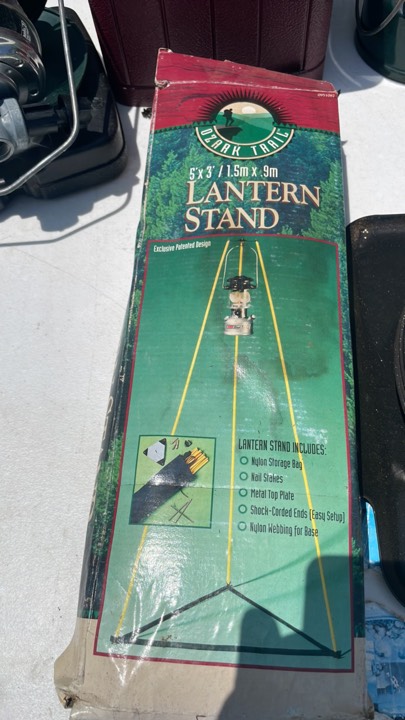 OZARK TRAIL
5' x 3' / 1.5m x .9m
LANTERN
STAND
Exclusive Patented Design
LANTERN STAND INCLUDES:
Nylon Storage Bag
Nail Stakes
Metal Top Plate
Shock-Corded Ends (Easy Setup)
Nylon Webbing for Base